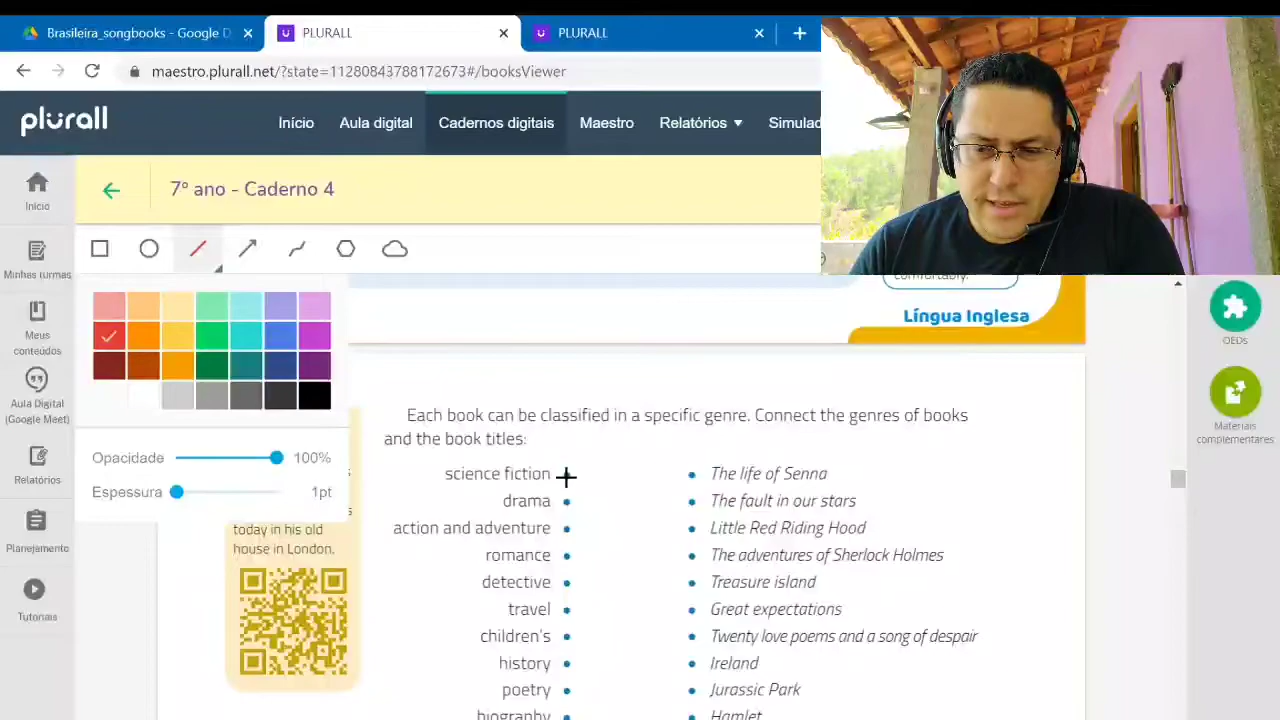 Brasileira_songbooks - Google D
PLURALL
PLURALL
maestro.plurall.net/?state=11280843788172673#/booksViewer
plurall
Início
Aula digital
Cadernos digitais
Maestro
Relatórios
Simulad
Início
7º ano - Caderno 4
Minhas turmas
Meus
conteúdos
Aula Digital
(Google Meet)
Relatórios
Planejamento
Tutoriais
Opacidade 100%
Espessura 1pt
comfortably.
Língua Inglesa
OEDs
Materiais
complementares
today in his old
house in London.
Each book can be classified in a specific genre. Connect the genres of books
and the book titles:
science fiction The life of Senna
drama The fault in our stars
action and adventure Little Red Riding Hood
romance The adventures of Sherlock Holmes
detective Treasure island
travel Great expectations
children's Twenty love poems and a song of despair
history Ireland
poetry Jurassic Park
biography Hamlet